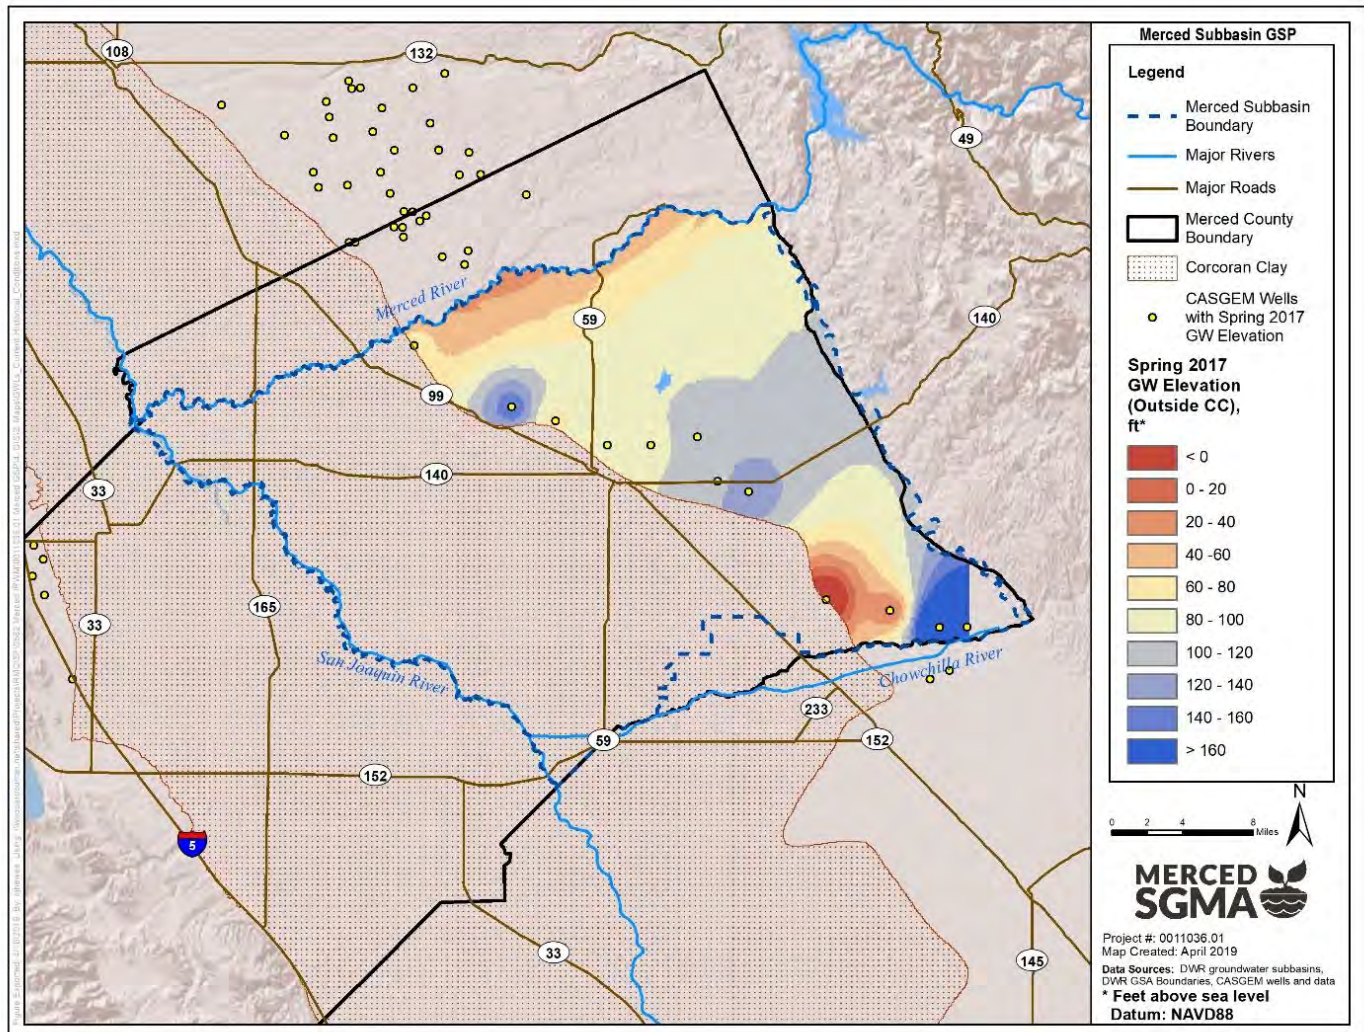 Merced Subbasin GSP
Legend
Merced Subbasin
Boundary
Major Rivers
Major Roads
Merced County
Boundary
Corcoran Clay
CASGEM Wells
with Spring 2017
GW Elevation
Spring 2017
GW Elevation
(Outside CC),
ft*
< 0
0 - 20
20 - 40
40 -60
60 - 80
80 - 100
100 - 120
120 - 140
140 - 160
> 160
N
0 2 4 8
Miles
MERCED
SGMA
Project #: 0011036.01
Map Created: April 2019
Data Sources: DWR groundwater subbasins,
DWR GSA Boundaries, CASGEM wells and data
* Feet above sea level
Datum: NAVD88
108
132
49
Merced River
59
140
99
140
33
165
33
San Joaquin River
Chowchilla River
233
59
152
152
5
33
145